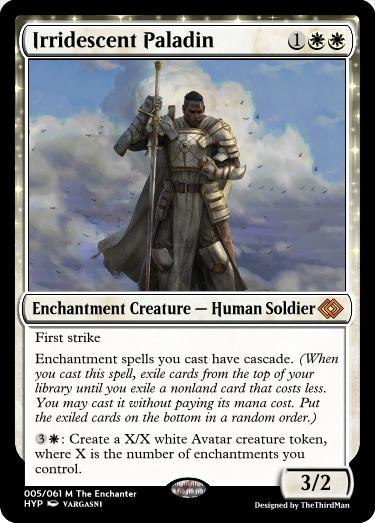 Irridescent Paladin 1
Enchantment Creature — Human Soldier
First strike
Enchantment spells you cast have cascade. (When
you cast this spell, exile cards from the top of your
library until you exile a nonland card that costs less.
You may cast it without paying its mana cost. Put
the exiled cards on the bottom in a random order.)
3: Create a X/X white Avatar creature token,
where X is the number of enchantments you
control.
3/2
005/061 M The Enchanter
HYP VARGASNI
Designed by TheThirdMan